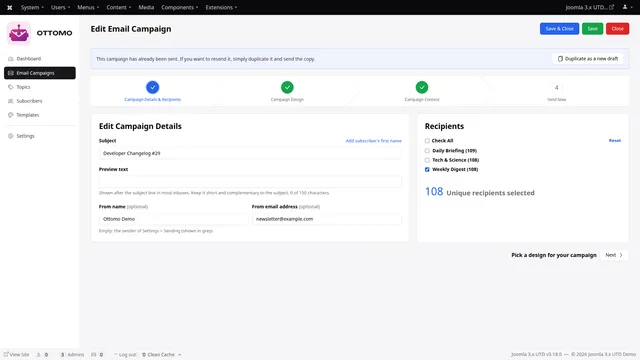 System Users Menus Content Media Components Extensions Joomla 3.x UTD...
OTTOMO
Edit Email Campaign
Save & Close Save Close
Dashboard
Email Campaigns
Topics
Subscribers
Templates
Settings
This campaign has already been sent. If you want to resend it, simply duplicate it and send the copy.
Duplicate as a new draft
4
Campaign Details & Recipients Campaign Design Campaign Content Send Now
Edit Campaign Details
Subject Add subscriber's first name
Developer Changelog #29
Preview text
Shown after the subject line in most inboxes. Keep it short and complementary to the subject. 0 of 150 characters.
From name (optional) From email address (optional)
Ottomo Demo newsletter@example.com
Empty: the sender of Settings > Sending (shown in grey).
Recipients
Check All Reset
Daily Briefing (109)
Tech & Science (108)
Weekly Digest (108)
108 Unique recipients selected
Pick a design for your campaign Next
View Site 0 3 Admins 0 Log out Clean Cache Joomla 3.x UTD v3.18.0 — © 2026 Joomla 3.x UTD Demo